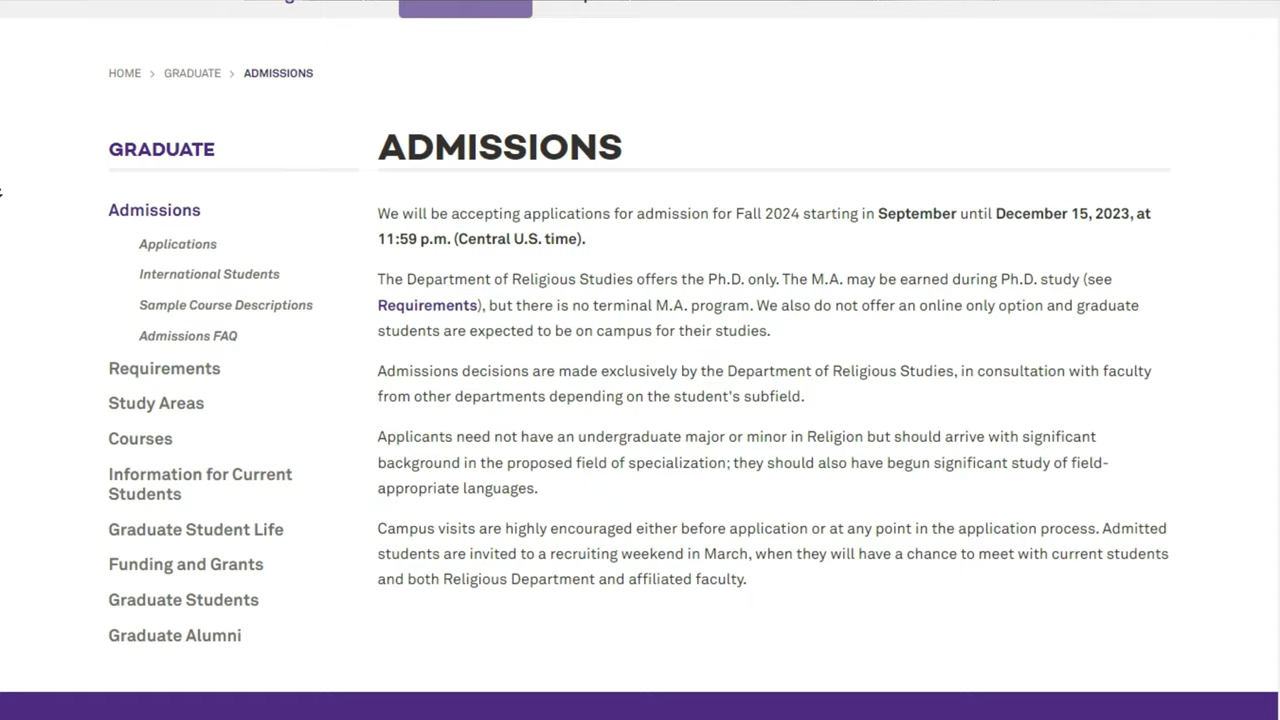 HOME > GRADUATE > ADMISSIONS
GRADUATE
Admissions
Applications
International Students
Sample Course Descriptions
Admissions FAQ
Requirements
Study Areas
Courses
Information for Current
Students
Graduate Student Life
Funding and Grants
Graduate Students
Graduate Alumni
ADMISSIONS
We will be accepting applications for admission for Fall 2024 starting in September until December 15, 2023, at
11:59 p.m. (Central U.S. time).
The Department of Religious Studies offers the Ph.D. only. The M.A. may be earned during Ph.D. study (see
Requirements), but there is no terminal M.A. program. We also do not offer an online only option and graduate
students are expected to be on campus for their studies.
Admissions decisions are made exclusively by the Department of Religious Studies, in consultation with faculty
from other departments depending on the student's subfield.
Applicants need not have an undergraduate major or minor in Religion but should arrive with significant
background in the proposed field of specialization; they should also have begun significant study of field-
appropriate languages.
Campus visits are highly encouraged either before application or at any point in the application process. Admitted
students are invited to a recruiting weekend in March, when they will have a chance to meet with current students
and both Religious Department and affiliated faculty.